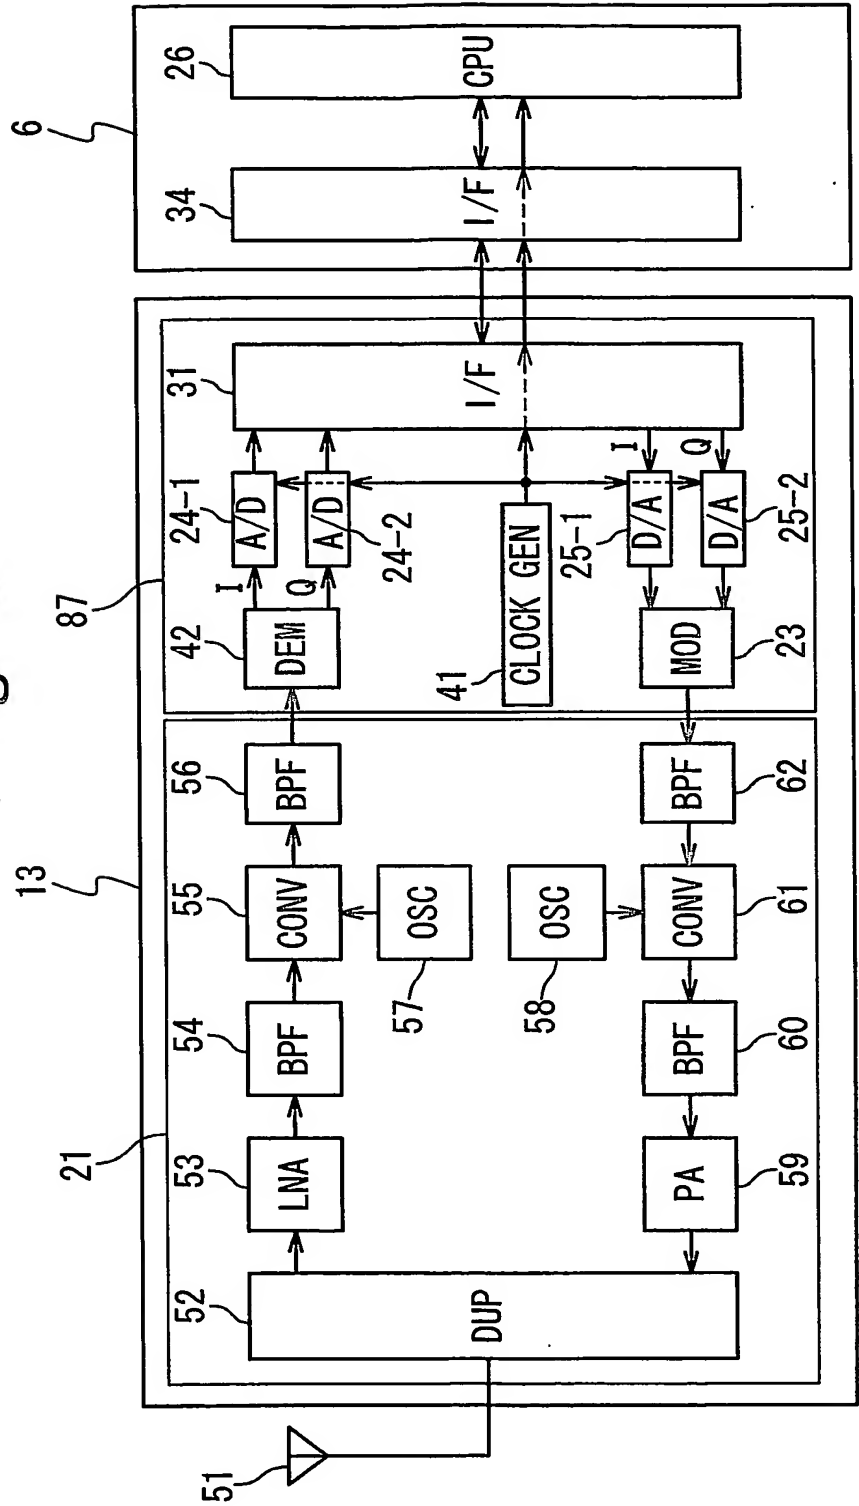 13
6
21
87
51
52
DUP
53
LNA
54
BPF
55
CONV
56
BPF
57
OSC
58
OSC
42
DEM
I
Q
24-1
A/D
A/D
24-2
31
I/F
34
I/F
26
CPU
41
CLOCK GEN
25-1
D/A
I
Q
D/A
25-2
MOD
23
BPF
62
CONV
61
BPF
60
PA
59